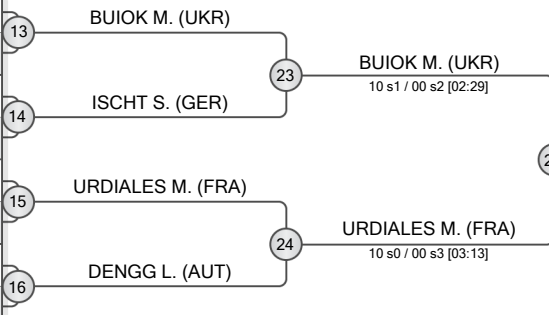 BUIOK M. (UKR)
13
23
BUIOK M. (UKR)
10 s1 / 00 s2 [02:29]
ISCHT S. (GER)
14
URDIALES M. (FRA)
15
24
URDIALES M. (FRA)
10 s0 / 00 s3 [03:13]
DENGG L. (AUT)
16